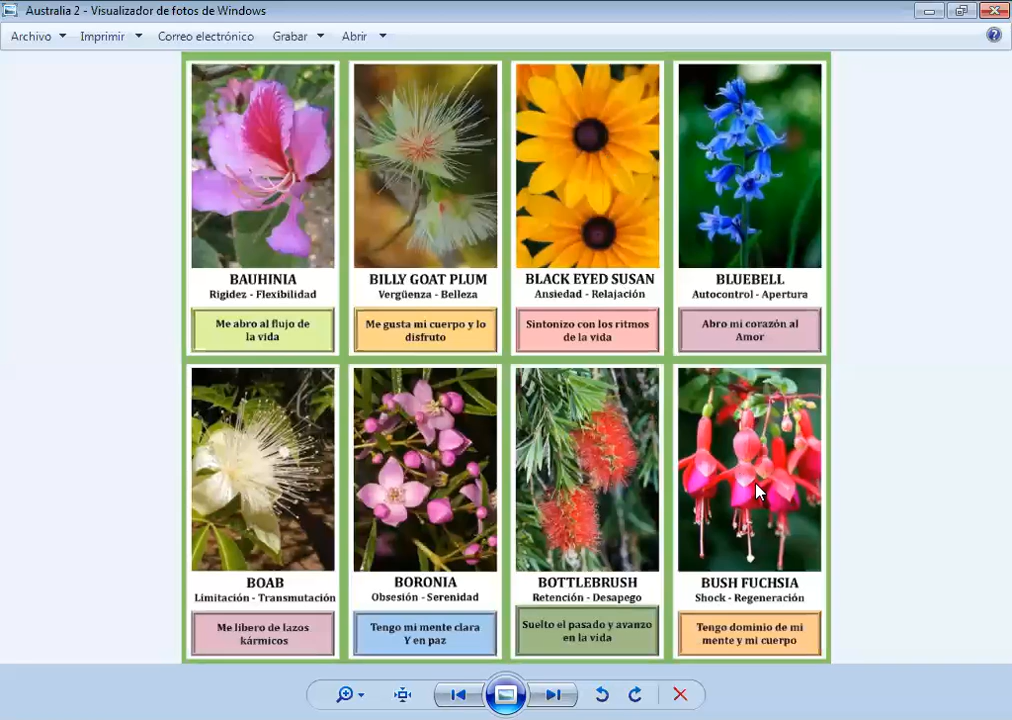 Australia 2 - Visualizador de fotos de Windows
Archivo Imprimir Correo electrónico Grabar Abrir
BAUHINIA
Rigidez - Flexibilidad
Me abro al flujo de
la vida
BILLY GOAT PLUM
Vergüenza - Belleza
Me gusta mi cuerpo y lo
disfruto
BLACK EYED SUSAN
Ansiedad - Relajación
Sintonizo con los ritmos
de la vida
BLUEBELL
Autocontrol - Apertura
Abro mi corazón al
Amor
BOAB
Limitación - Transmutación
Me libero de lazos
kármicos
BORONIA
Obsesión - Serenidad
Tengo mi mente clara
Y en paz
BOTTLEBRUSH
Retención - Desapego
Suelto el pasado y avanzo
en la vida
BUSH FUCHSIA
Shock - Regeneración
Tengo dominio de mi
mente y mi cuerpo